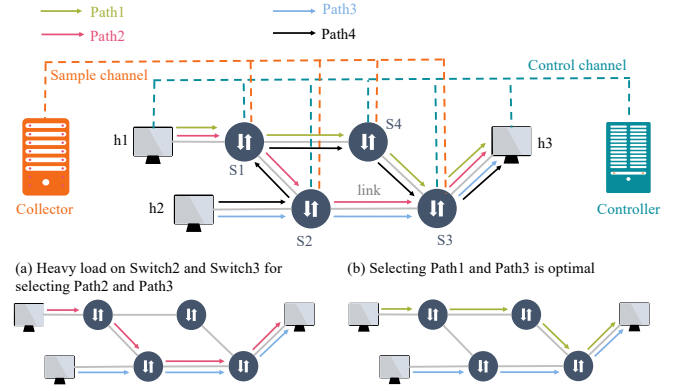 Path1
Path3
Path2
Path4
Sample channel
Control channel
h1
S1
S4
h3
Collector
h2
link
S2
S3
Controller
(a) Heavy load on Switch2 and Switch3 for
selecting Path2 and Path3
(b) Selecting Path1 and Path3 is optimal